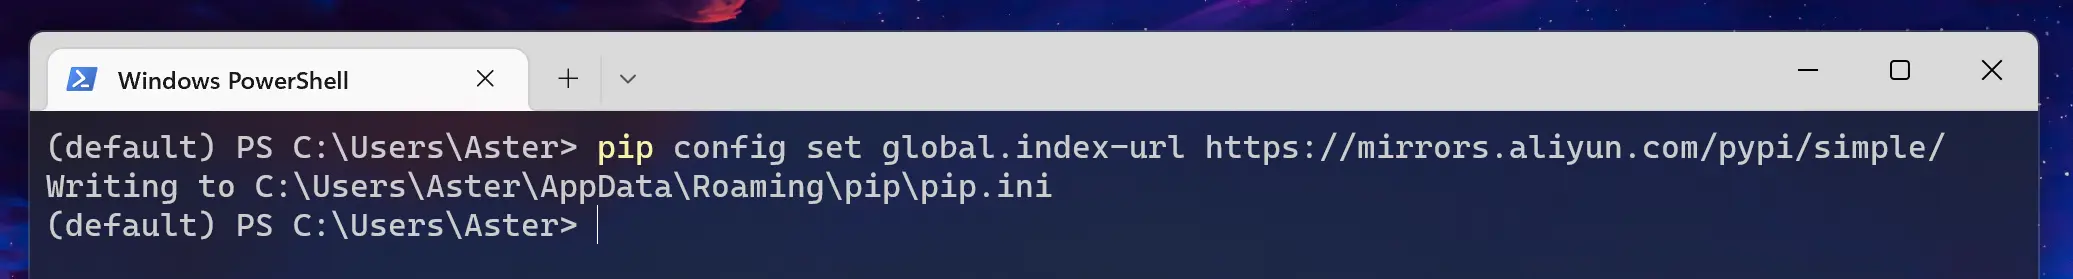 Windows PowerShell
(default) PS C:\Users\Aster> pip config set global.index-url https://mirrors.aliyun.com/pypi/simple/
Writing to C:\Users\Aster\AppData\Roaming\pip\pip.ini
(default) PS C:\Users\Aster>